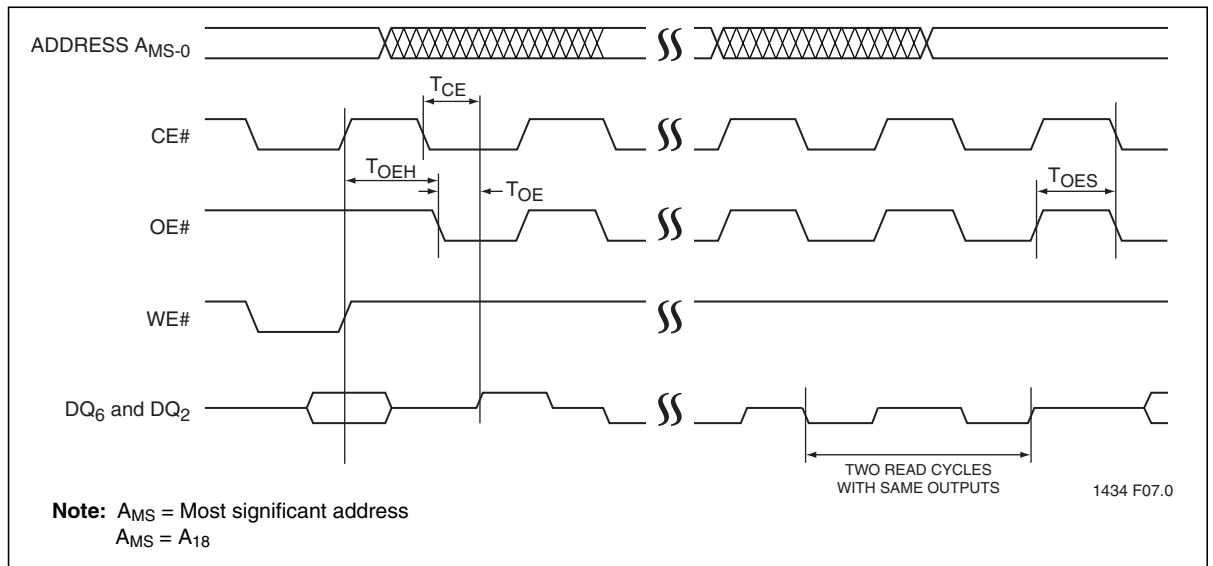 ADDRESS AMS-0
TCE
CE#
TOEH
TOE
TOES
OE#
WE#
DQ6 and DQ2
TWO READ CYCLES
WITH SAME OUTPUTS
1434 F07.0
Note: AMS = Most significant address
AMS = A18